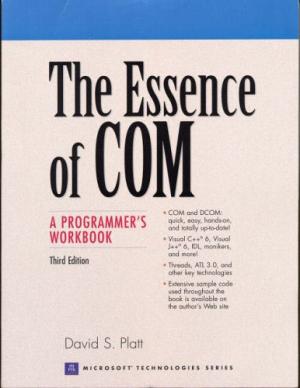 The Essence
of COM
A PROGRAMMER'S
WORKBOOK
Third Edition
• COM and DCOM:
quick, easy, hands-on,
and totally up-to-date!
• Visual C++® 6, Visual
J++® 6, IDL, monikers,
and more!
• Threads, ATL 3.0, and
other key technologies
• Extensive sample code
used throughout the
book is available on
the author's Web site
David S. Platt
MICROSOFT® TECHNOLOGIES SERIES